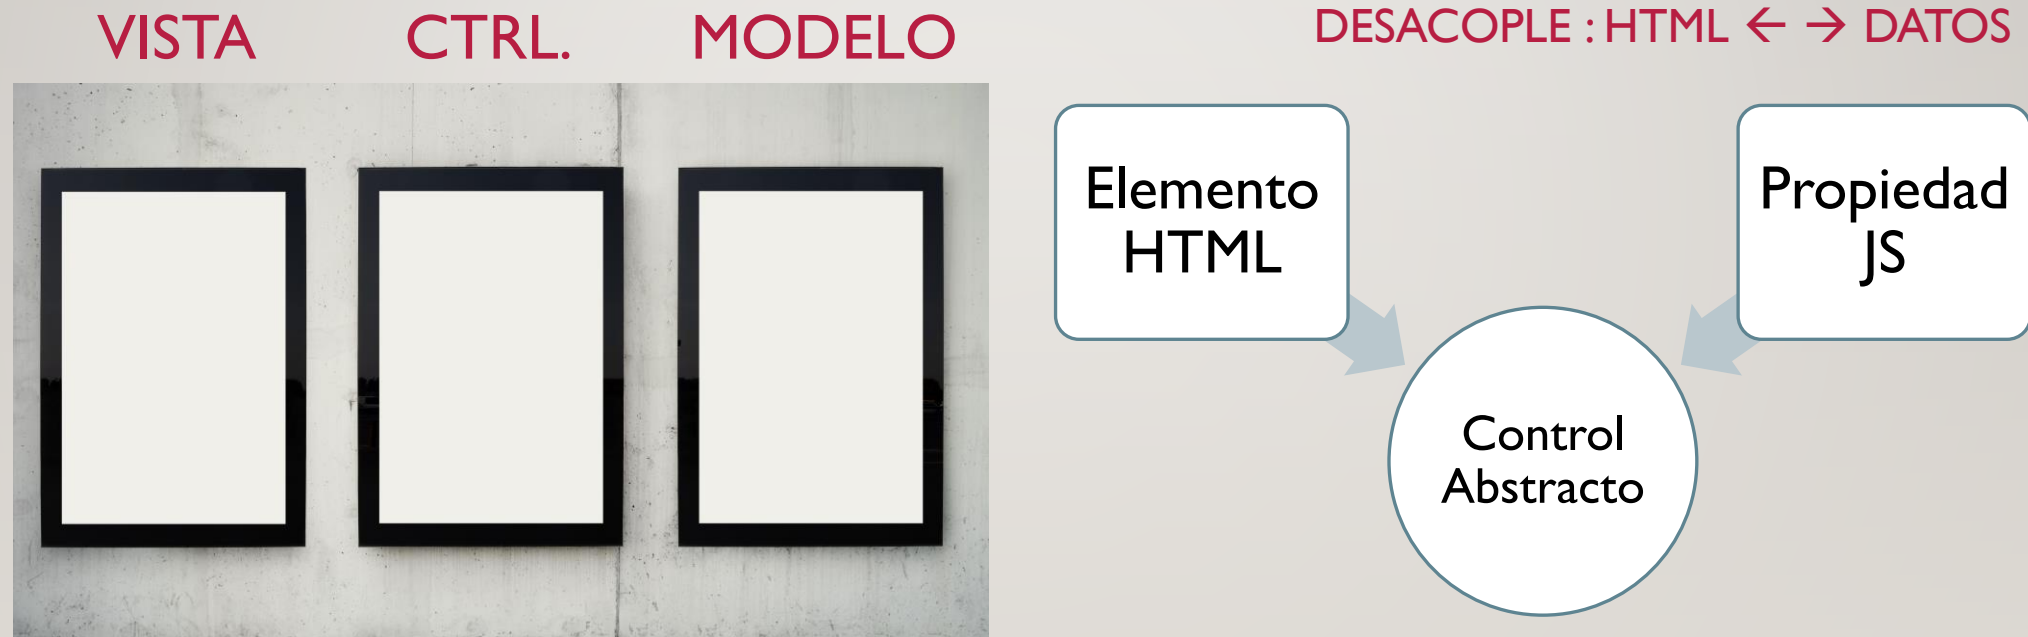 VISTA CTRL. MODELO
DESACOPLE : HTML ← → DATOS
Elemento
HTML
Propiedad
JS
Control
Abstracto